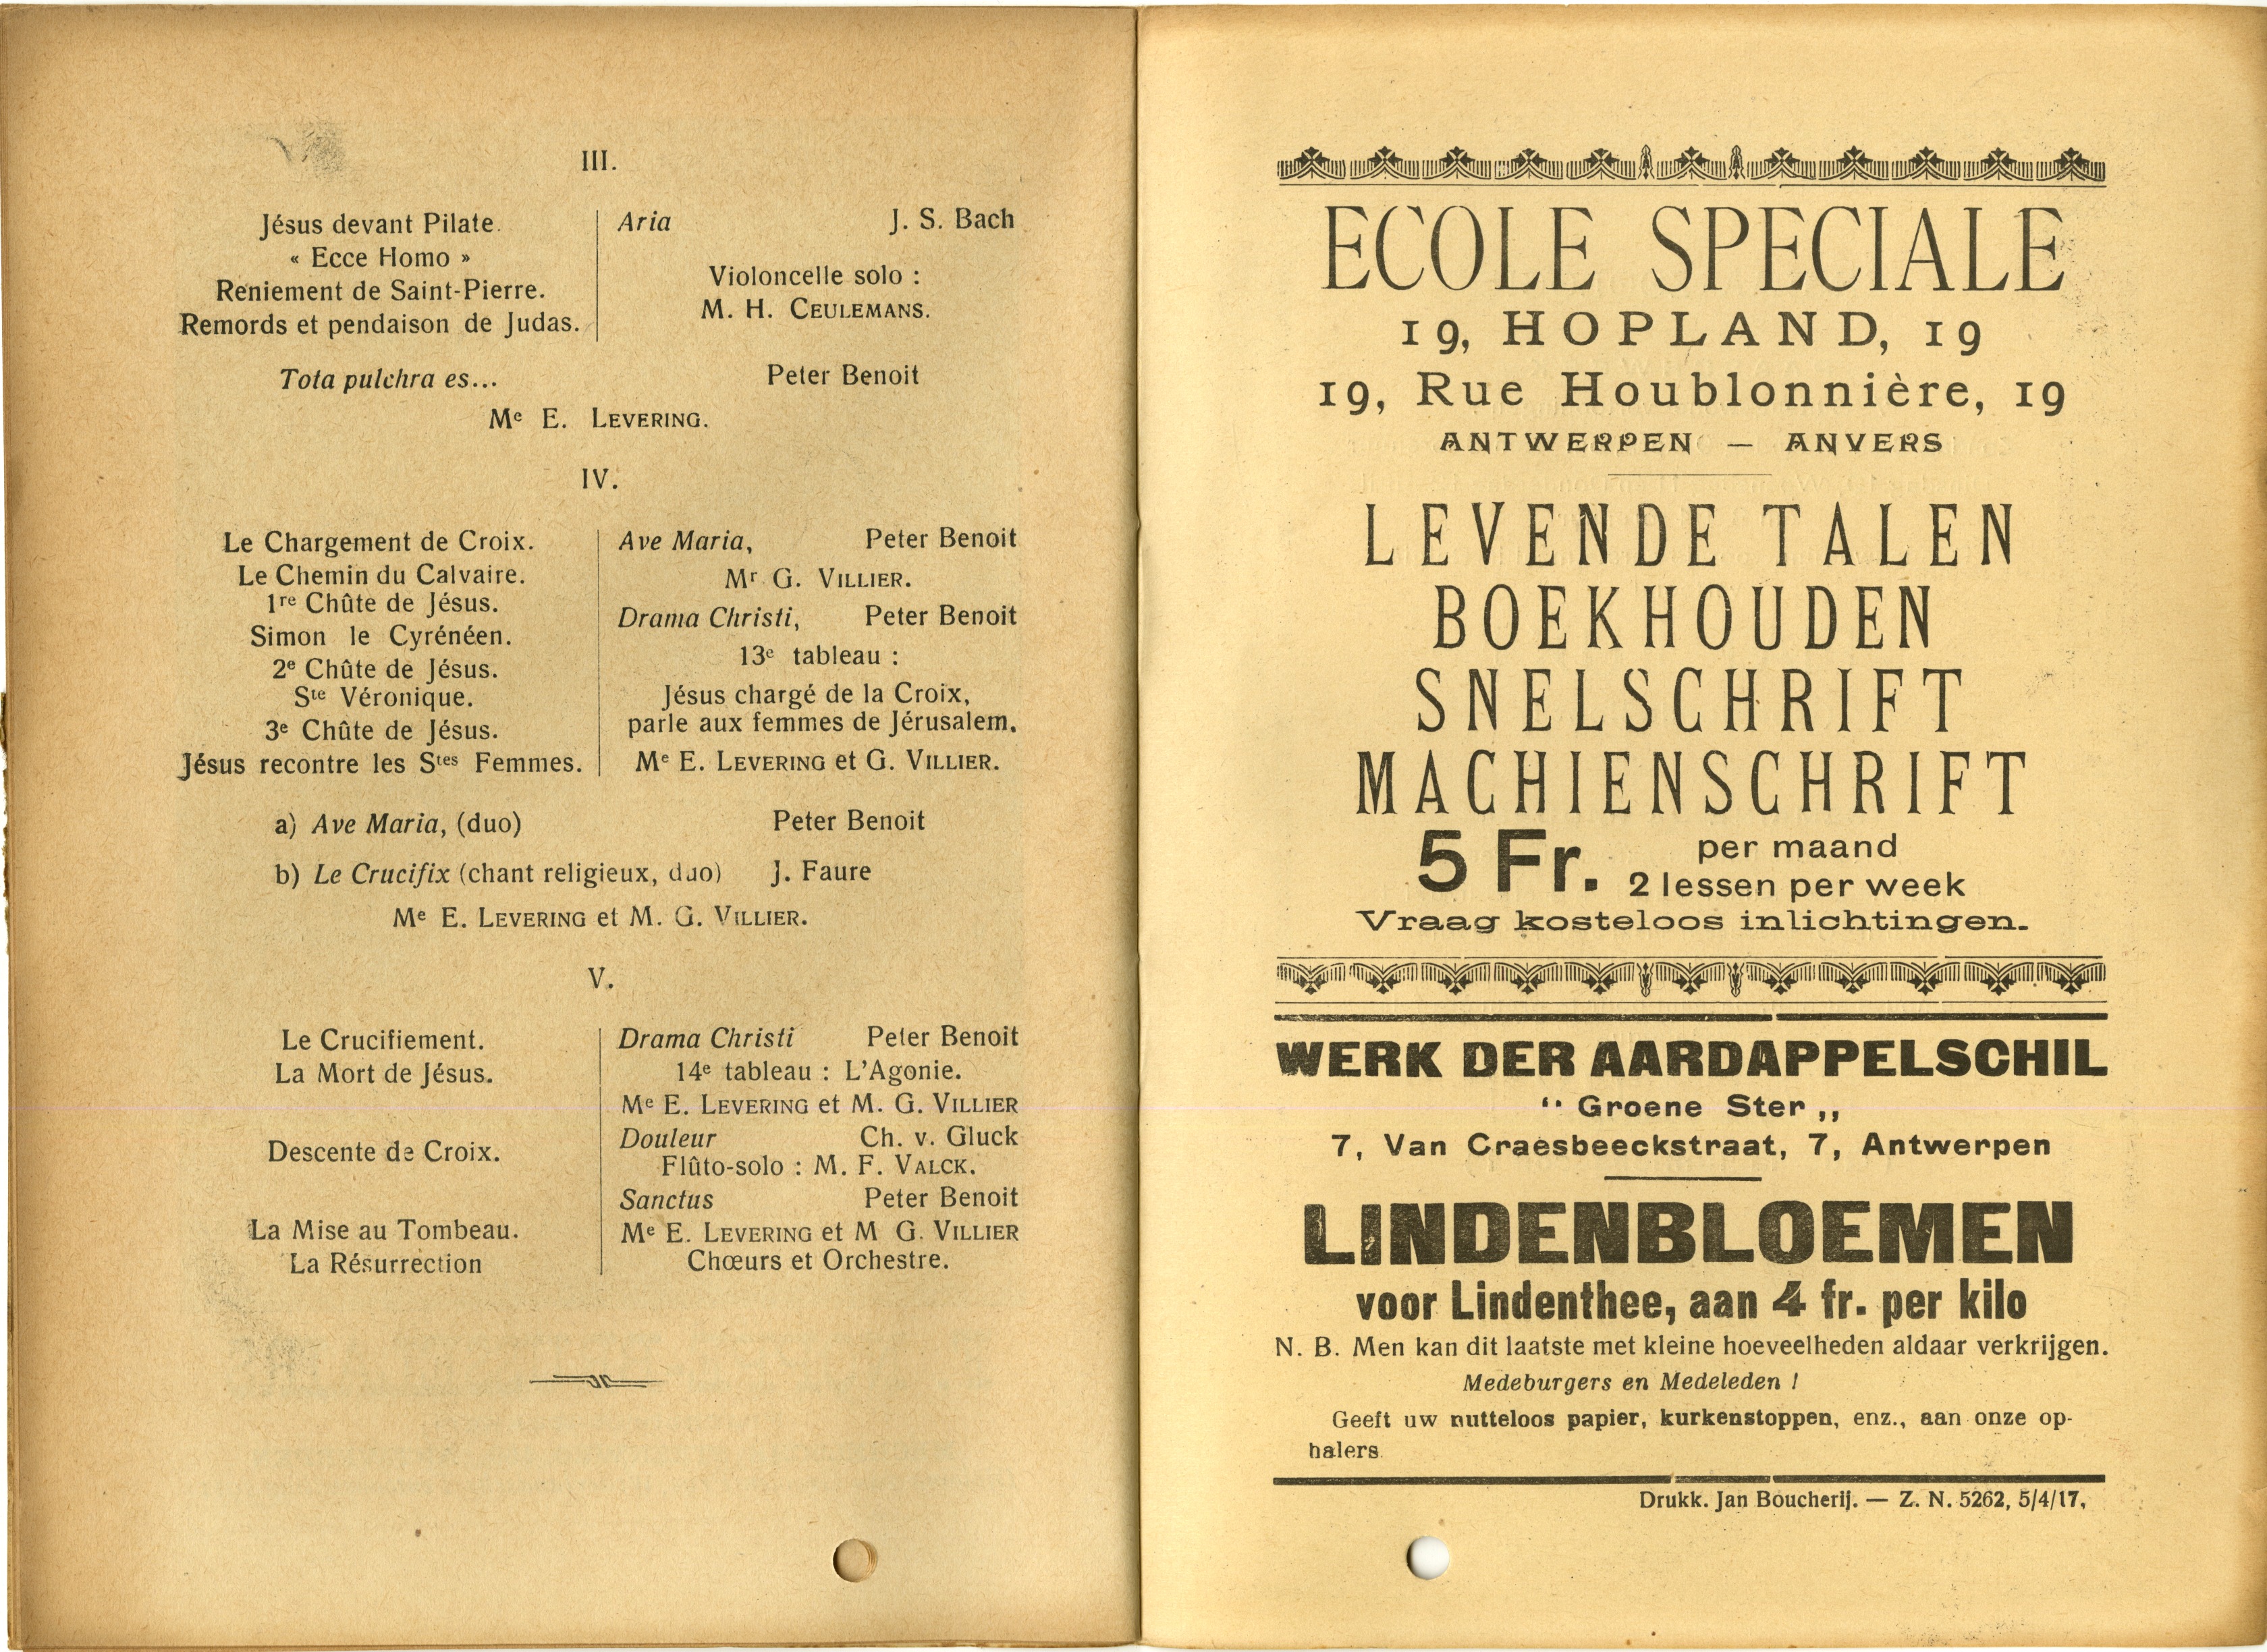 III.
Jésus devant Pilate.
« Ecce Homo »
Reniement de Saint-Pierre.
Remords et pendaison de Judas.
Aria J. S. Bach
Violoncelle solo :
M. H. CEULEMANS.
Tota pulchra es... Peter Benoit
Me E. LEVERING.
IV.
Le Chargement de Croix.
Le Chemin du Calvaire.
1re Chûte de Jésus.
Simon le Cyrénéen.
2e Chûte de Jésus.
Ste Véronique.
3e Chûte de Jésus.
Jésus recontre les Stes Femmes.
Ave Maria, Peter Benoit
Mr G. VILLIER.
Drama Christi, Peter Benoit
13e tableau :
Jésus chargé de la Croix,
parle aux femmes de Jérusalem.
Me E. LEVERING et G. VILLIER.
a) Ave Maria, (duo) Peter Benoit
b) Le Crucifix (chant religieux, duo) J. Faure
Me E. LEVERING et M. G. VILLIER.
V.
Le Crucifiement.
La Mort de Jésus.
Descente de Croix.
La Mise au Tombeau.
La Résurrection
Drama Christi Peter Benoit
14e tableau : L'Agonie.
Me E. LEVERING et M. G. VILLIER
Douleur Ch. v. Gluck
Flûto-solo : M. F. VALCK.
Sanctus Peter Benoit
Me E. LEVERING et M G. VILLIER
Chœurs et Orchestre.
ECOLE SPECIALE
19, HOPLAND, 19
19, Rue Houblonnière, 19
ANTWERPEN — ANVERS
LEVENDE TALEN
BOEKHOUDEN
SNELSCHRIFT
MACHIENSCHRIFT
5 Fr. per maand
2 lessen per week
Vraag kosteloos inlichtingen.
WERK DER AARDAPPELSCHIL
“ Groene Ster „
7, Van Craesbeeckstraat, 7, Antwerpen
LINDENBLOEMEN
voor Lindenthee, aan 4 fr. per kilo
N. B. Men kan dit laatste met kleine hoeveelheden aldaar verkrijgen.
Medeburgers en Medeleden !
Geeft uw nutteloos papier, kurkenstoppen, enz., aan onze op-
halers.
Drukk. Jan Boucherij. — Z. N. 5262, 5/4/17,